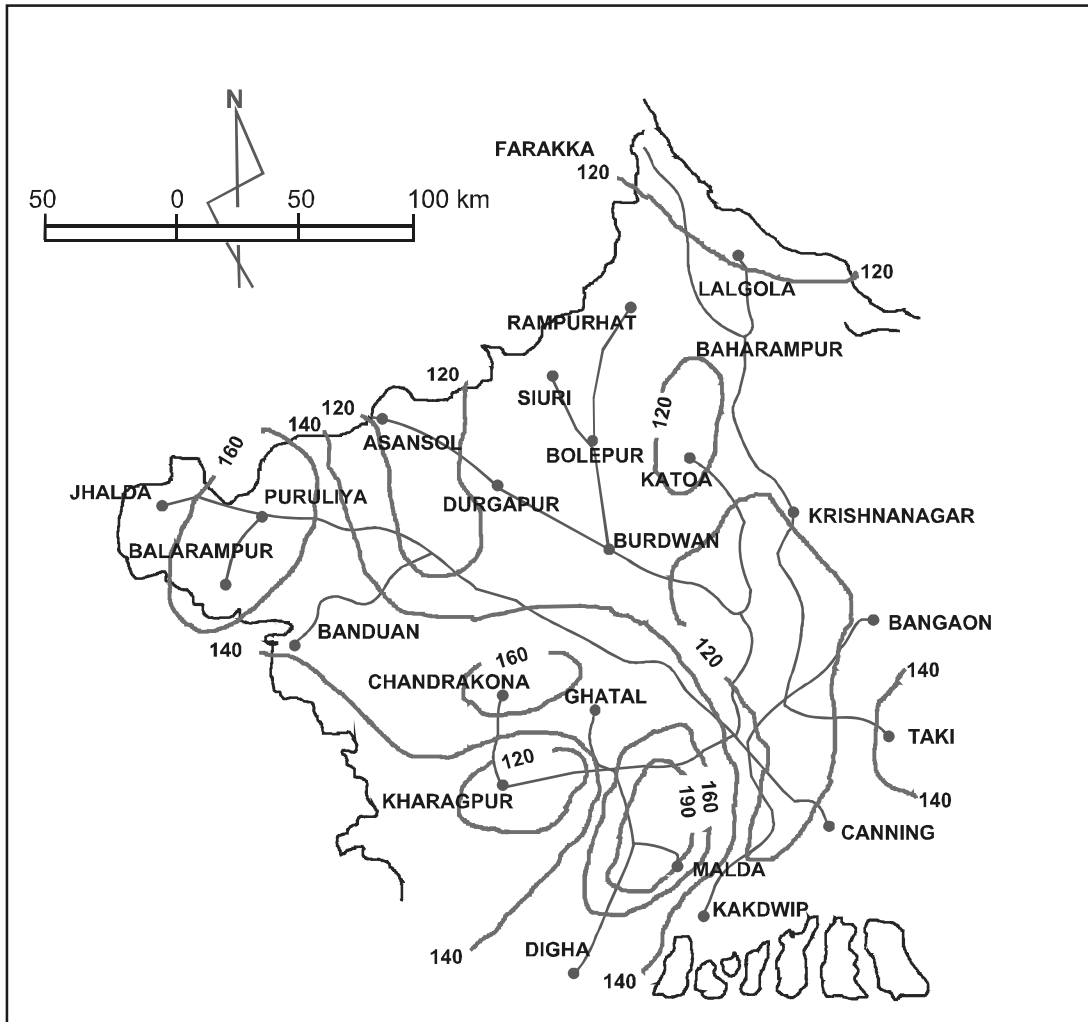 N
50 0 50 100 km
FARAKKA
120
120
LALGOLA
RAMPURHAT
BAHARAMPUR
120
SIURI
120
120
140
ASANSOL
BOLEPUR
KATOA
160
JHALDA
PURULIYA
DURGAPUR
KRISHNANAGAR
BALARAMPUR
BURDWAN
BANDUAN
BANGAON
140
120
160
140
CHANDRAKONA
GHATAL
TAKI
120
KHARAGPUR
190
160
140
CANNING
MALDA
KAKDWIP
140
DIGHA
140